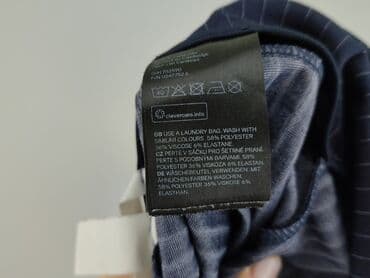 40
clevercare.info
GB USE A LAUNDRY BAG. WASH WITH
SIMILAR COLOURS. 58% POLYESTER
36% VISCOSE 6% ELASTANE.
CZ PERTE V SÁČKU PRO ŠETRNÉ PRANÍ.
PERTE S PODOBNÝMI BARVAMI. 58%
POLYESTER 36% VISKÓZA 6% ELASTAN.
DE WÄSCHEBEUTEL VERWENDEN. MIT
ÄHNLICHEN FARBEN WASCHEN.
58% POLYESTER 36% VISKOSE 6%
ELASTHAN.